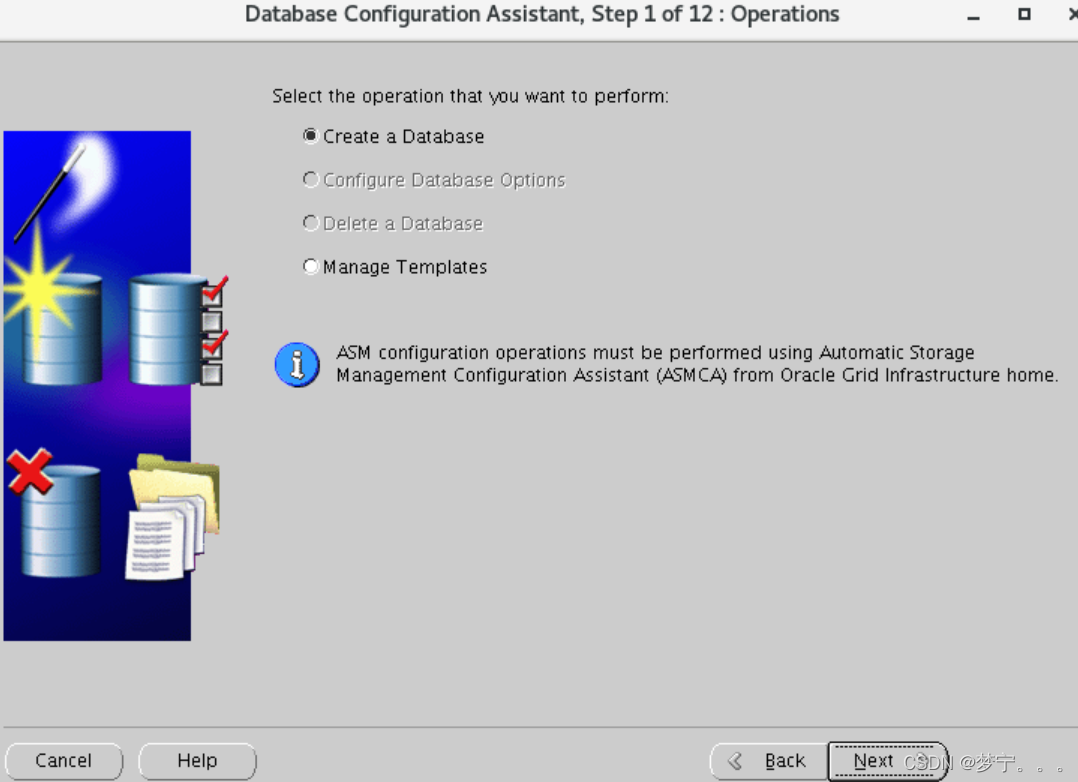 Database Configuration Assistant, Step 1 of 12 : Operations
Select the operation that you want to perform:
Create a Database
Configure Database Options
Delete a Database
Manage Templates
ASM configuration operations must be performed using Automatic Storage
Management Configuration Assistant (ASMCA) from Oracle Grid Infrastructure home.
Cancel
Help
Back
Next
CSDN @梦宁。。。